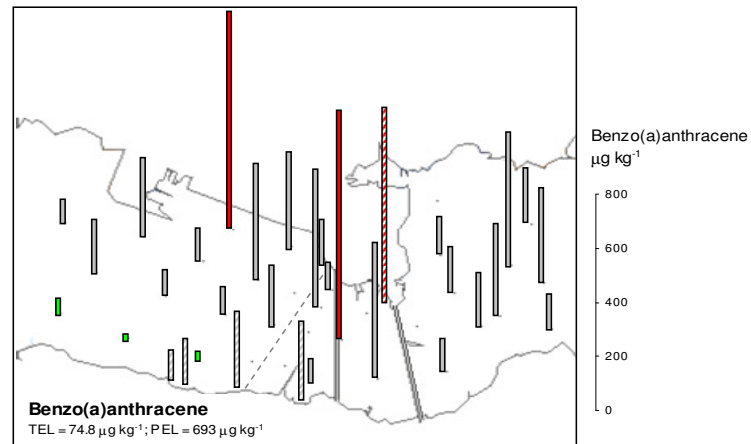 Benzo(a)anthracene
µg kg⁻¹
800
600
400
200
0
Benzo(a)anthracene
TEL = 74.8 µg kg⁻¹; PEL = 693 µg kg⁻¹